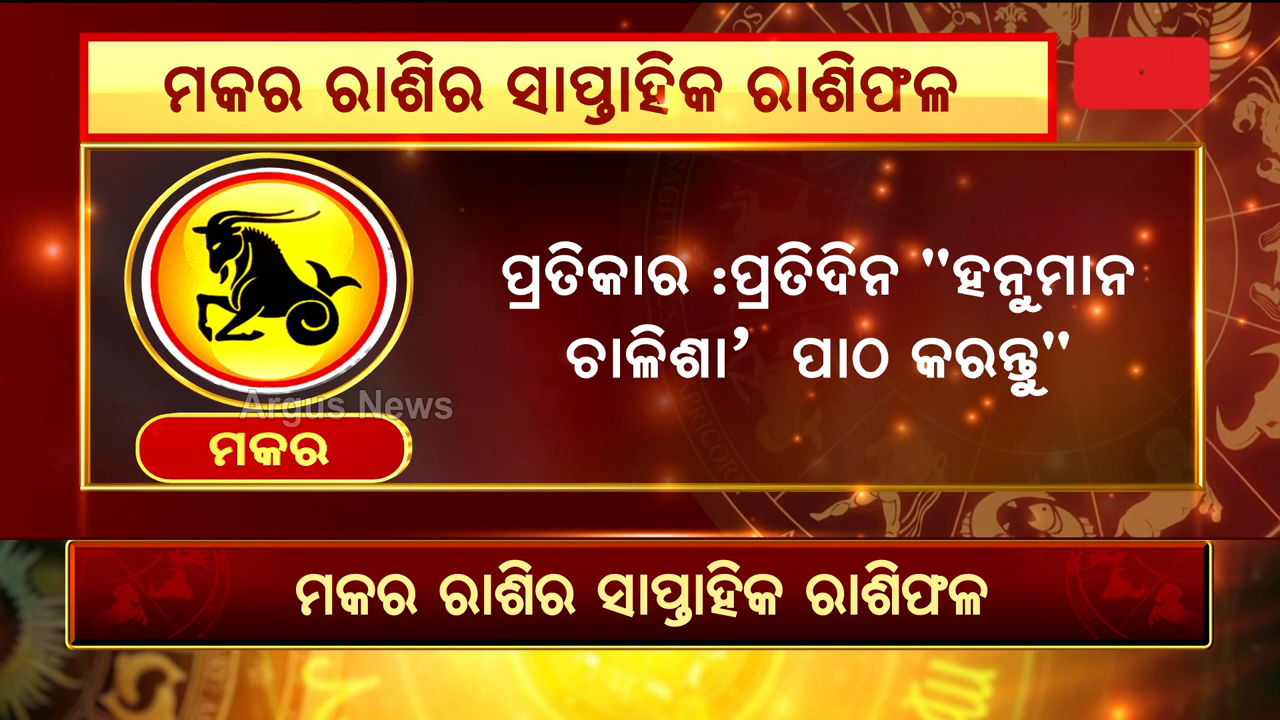 ମକର ରାଶିର ସାପ୍ତାହିକ ରାଶିଫଳ
ପ୍ରତିକାର :ପ୍ରତିଦିନ "ହନୁମାନ
ଚାଳିଶା’ ପାଠ କରନ୍ତୁ"
Argus News
ମକର
ମକର ରାଶିର ସାପ୍ତାହିକ ରାଶିଫଳ